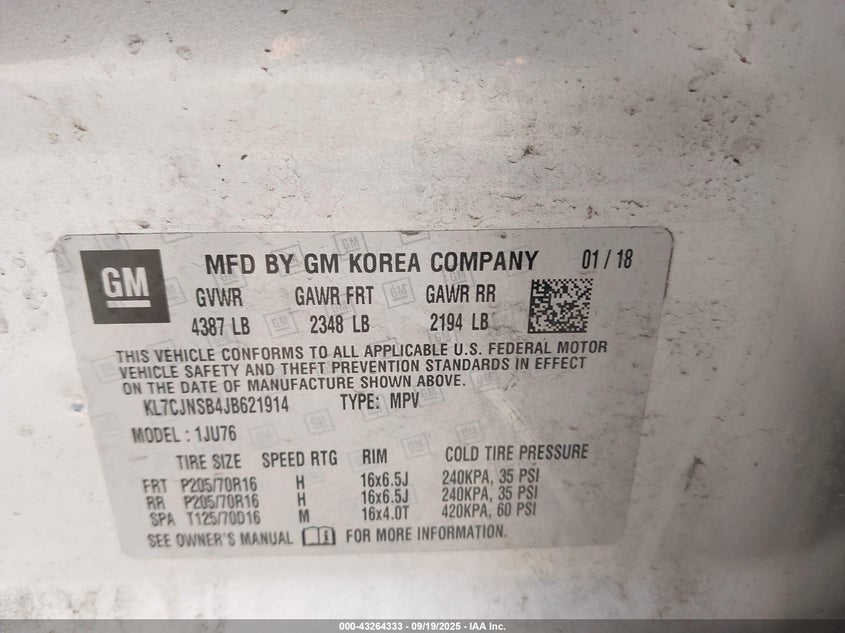 GM MFD BY GM KOREA COMPANY 01 / 18
GVWR GAWR FRT GAWR RR
4387 LB 2348 LB 2194 LB
THIS VEHICLE CONFORMS TO ALL APPLICABLE U.S. FEDERAL MOTOR
VEHICLE SAFETY AND THEFT PREVENTION STANDARDS IN EFFECT
ON THE DATE OF MANUFACTURE SHOWN ABOVE.
KL7CJNSB4JB621914 TYPE: MPV
MODEL : 1JU76
TIRE SIZE SPEED RTG RIM COLD TIRE PRESSURE
FRT P205/70R16 H 16x6.5J 240KPA, 35 PSI
RR P205/70R16 H 16x6.5J 240KPA, 35 PSI
SPA T125/70D16 M 16x4.0T 420KPA, 60 PSI
SEE OWNER'S MANUAL FOR MORE INFORMATION.
000-43264333 - 09/19/2025 - IAA Inc.